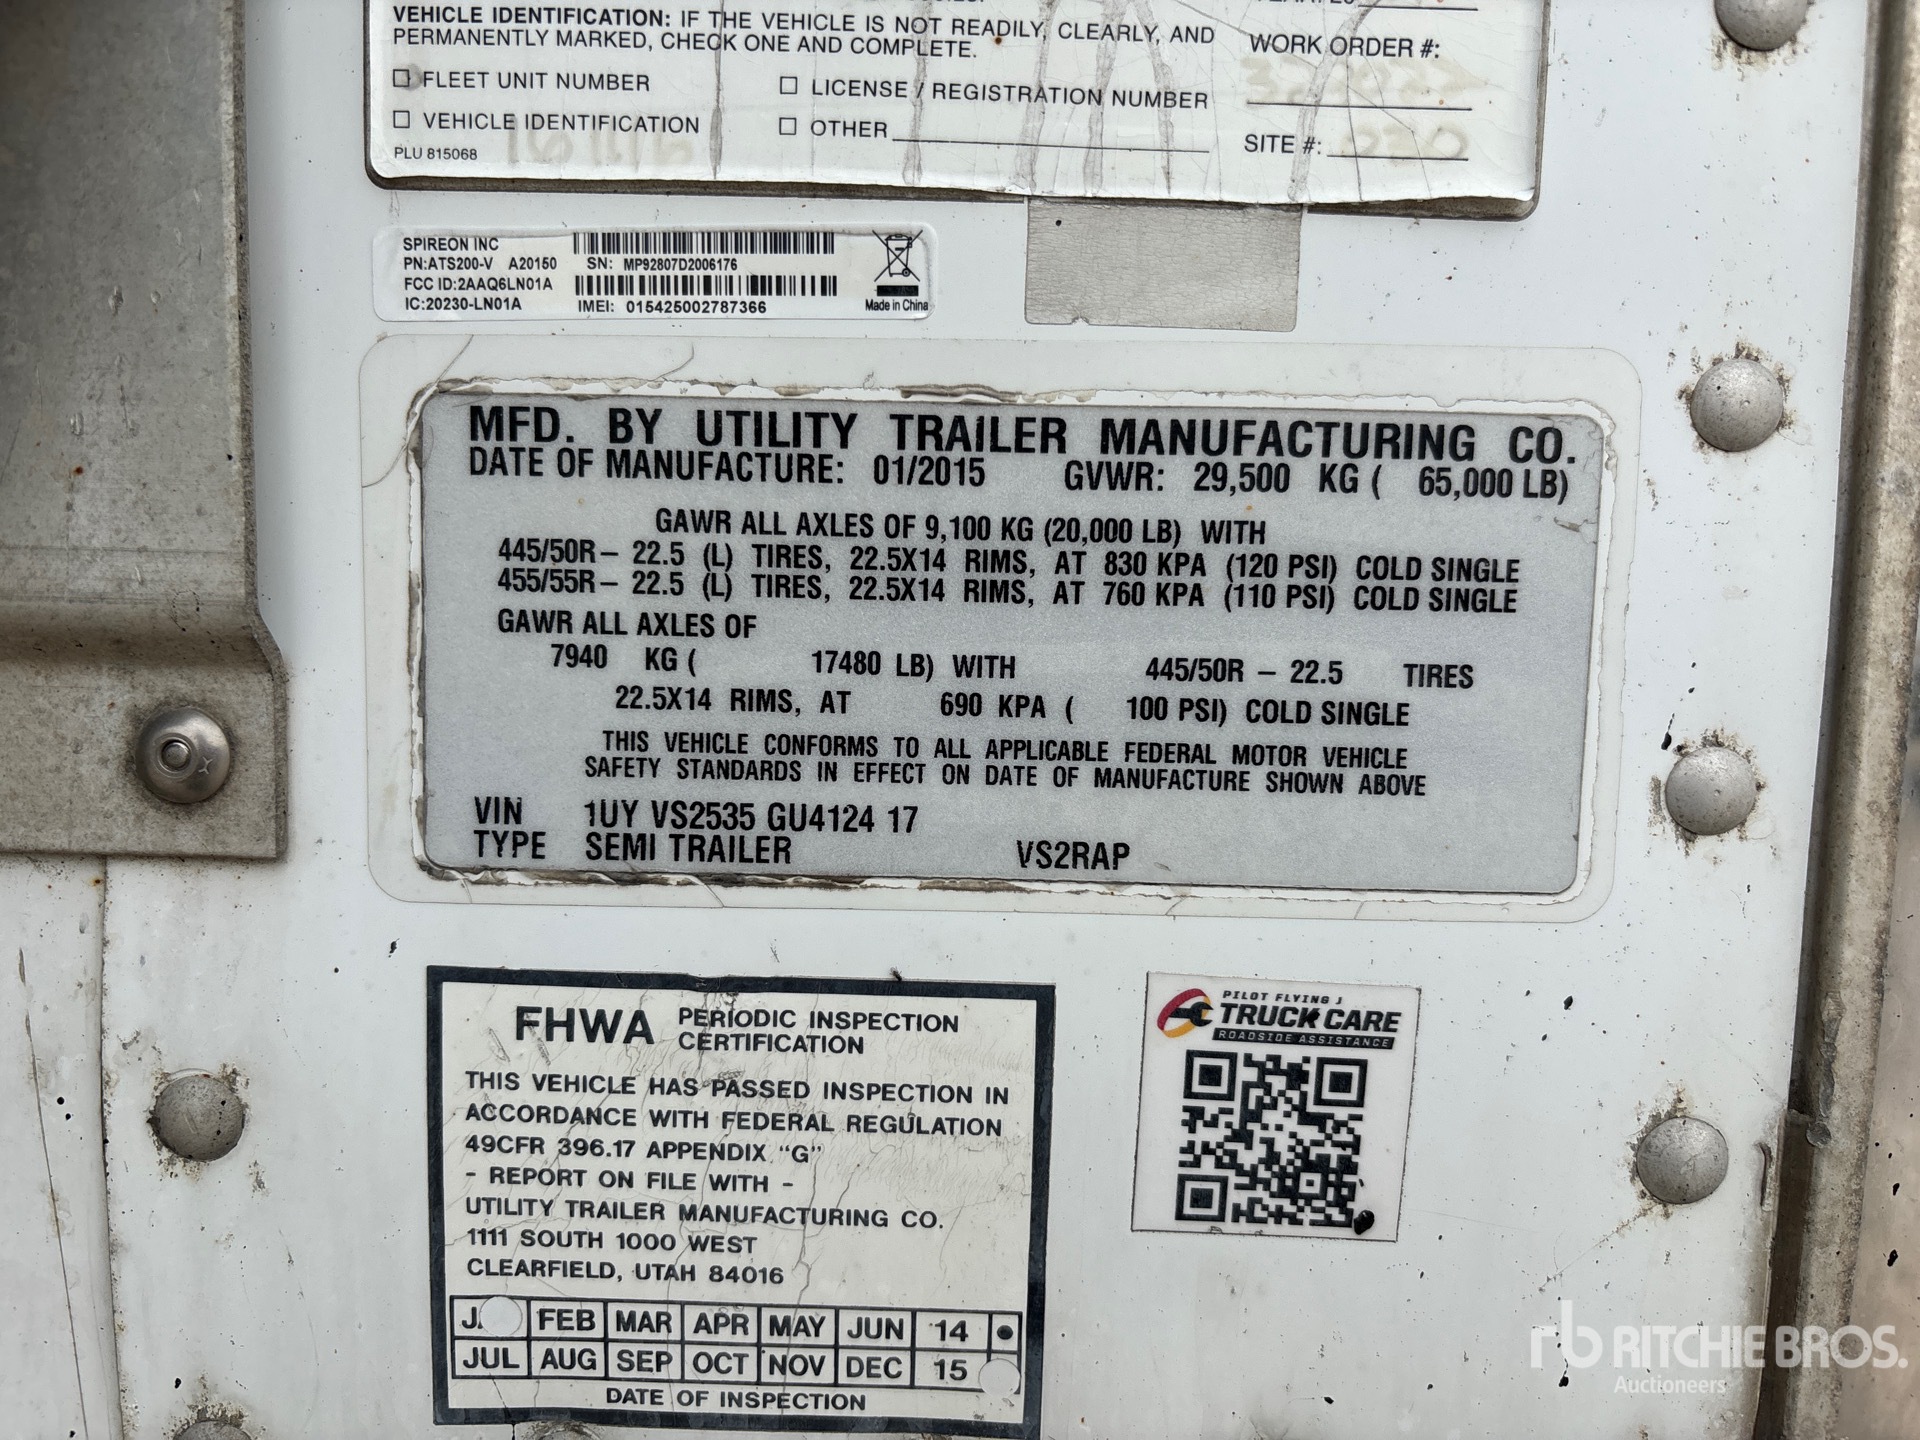 VEHICLE IDENTIFICATION: IF THE VEHICLE IS NOT READILY, CLEARLY, AND
PERMANENTLY MARKED, CHECK ONE AND COMPLETE.
WORK ORDER #:
☐ FLEET UNIT NUMBER
☐ LICENSE / REGISTRATION NUMBER
☐ VEHICLE IDENTIFICATION
☐ OTHER
SITE #:
PLU 815068
SPIREON INC
PN:ATS200-V A20150 SN: MP92807D2006176
FCC ID:2AAQ6LN01A
IC:20230-LN01A IMEI: 015425002787366
Made in China
MFD. BY UTILITY TRAILER MANUFACTURING CO.
DATE OF MANUFACTURE: 01/2015 GVWR: 29,500 KG ( 65,000 LB)
GAWR ALL AXLES OF 9,100 KG (20,000 LB) WITH
445/50R – 22.5 (L) TIRES, 22.5X14 RIMS, AT 830 KPA (120 PSI) COLD SINGLE
455/55R – 22.5 (L) TIRES, 22.5X14 RIMS, AT 760 KPA (110 PSI) COLD SINGLE
GAWR ALL AXLES OF
7940 KG ( 17480 LB) WITH 445/50R – 22.5 TIRES
22.5X14 RIMS, AT 690 KPA ( 100 PSI) COLD SINGLE
THIS VEHICLE CONFORMS TO ALL APPLICABLE FEDERAL MOTOR VEHICLE
SAFETY STANDARDS IN EFFECT ON DATE OF MANUFACTURE SHOWN ABOVE
VIN 1UY VS2535 GU4124 17
TYPE SEMI TRAILER VS2RAP
FHWA PERIODIC INSPECTION
CERTIFICATION
THIS VEHICLE HAS PASSED INSPECTION IN
ACCORDANCE WITH FEDERAL REGULATION
49CFR 396.17 APPENDIX "G"
- REPORT ON FILE WITH -
UTILITY TRAILER MANUFACTURING CO.
1111 SOUTH 1000 WEST
CLEARFIELD, UTAH 84016
FEB MAR APR MAY JUN 14
JUL AUG SEP OCT NOV DEC 15
DATE OF INSPECTION
PILOT FLYING J
TRUCK CARE
ROADSIDE ASSISTANCE
rb RITCHIE BROS.
Auctioneers